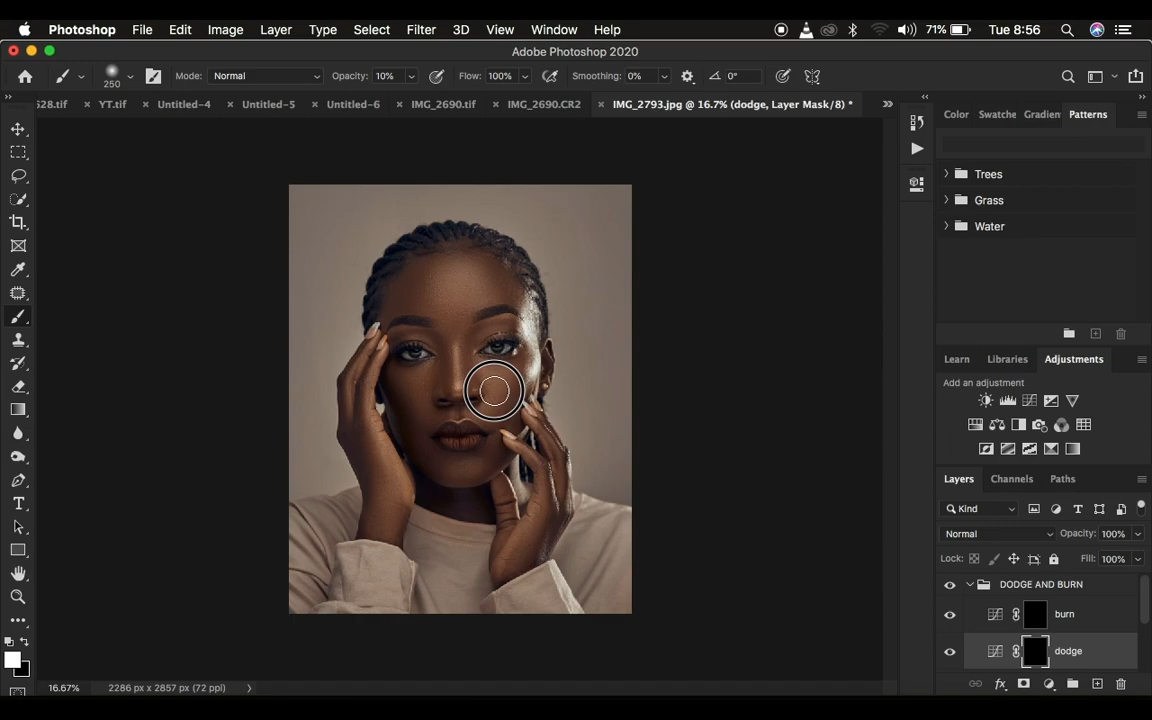 Photoshop File Edit Image Layer Type Select Filter 3D View Window Help 71% Tue 8:56
Adobe Photoshop 2020
250 Mode: Normal Opacity: 10% Flow: 100% Smoothing: 0% 0°
S28.tif × YT.tif × Untitled-4 × Untitled-5 × Untitled-6 × IMG_2690.tif × IMG_2690.CR2 × IMG_2793.jpg @ 16.7% (dodge, Layer Mask/8) *
Color Swatche Gradien Patterns
Trees
Grass
Water
Learn Libraries Adjustments
Add an adjustment
Layers Channels Paths
Kind
Normal Opacity: 100%
Lock: Fill: 100%
DODGE AND BURN
burn
dodge
16.67% 2286 px x 2857 px (72 ppi)